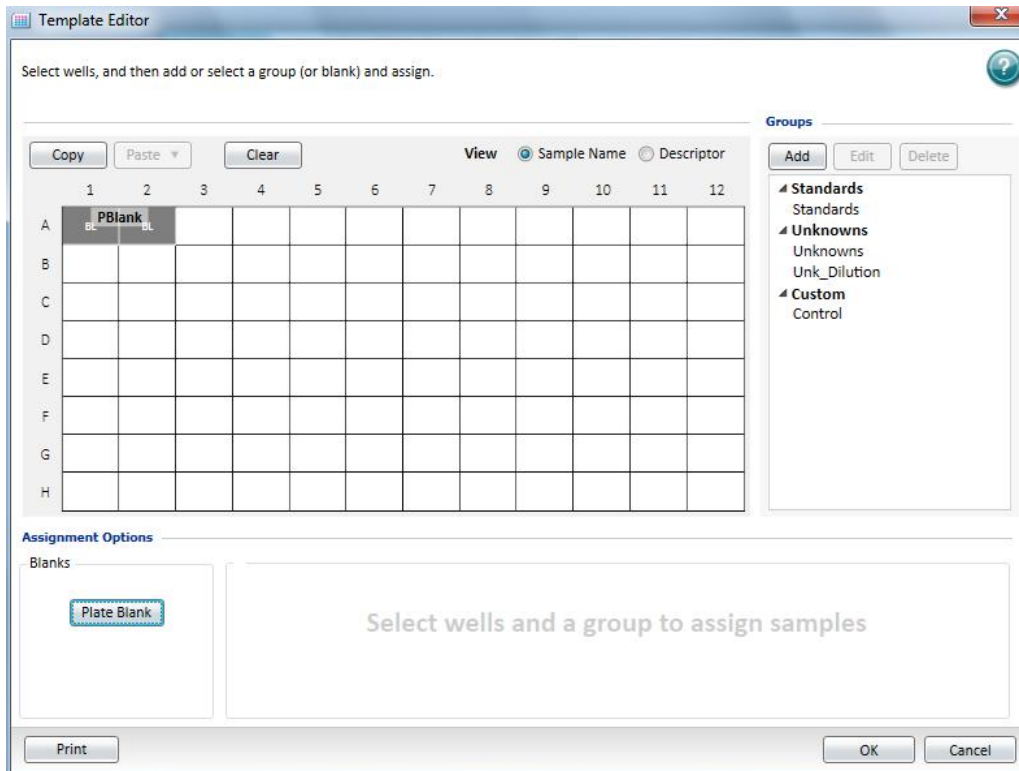 Template Editor
x
Select wells, and then add or select a group (or blank) and assign.
?
Groups
Copy Paste Clear View Sample Name Descriptor Add Edit Delete
1 2 3 4 5 6 7 8 9 10 11 12
A PBlank
BL BL
B
C
D
E
F
G
H
Standards
Standards
Unknowns
Unknowns
Unk_Dilution
Custom
Control
Assignment Options
Blanks
Plate Blank
Select wells and a group to assign samples
Print OK Cancel